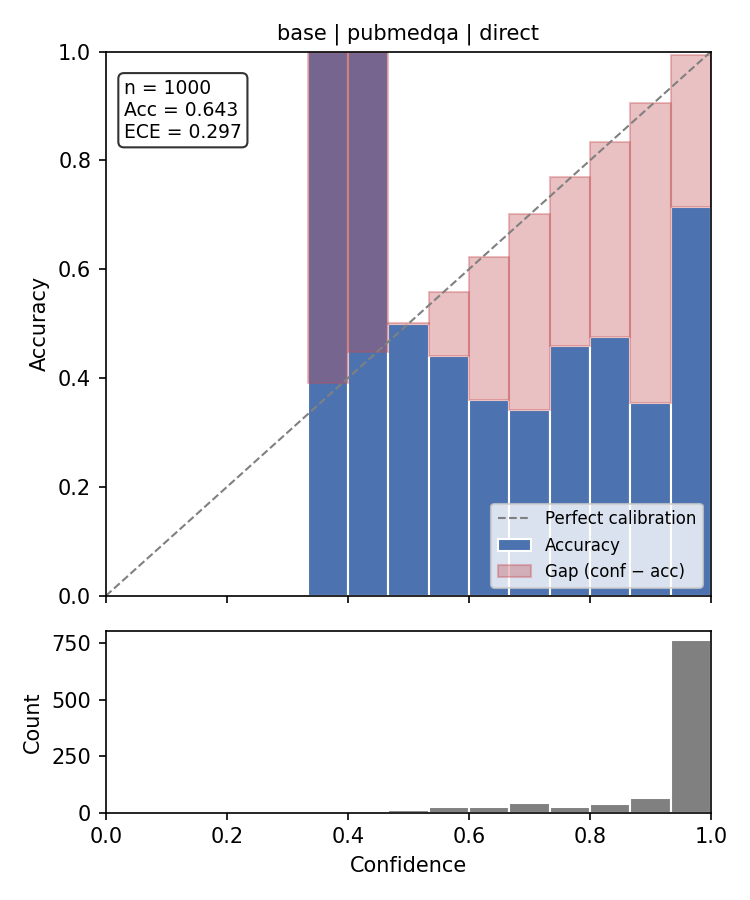 base | pubmedqa | direct
n = 1000
Acc = 0.643
ECE = 0.297
1.0
0.8
0.6
0.4
0.2
0.0
Accuracy
Perfect calibration
Accuracy
Gap (conf − acc)
750
500
250
0
Count
0.0 0.2 0.4 0.6 0.8 1.0
Confidence